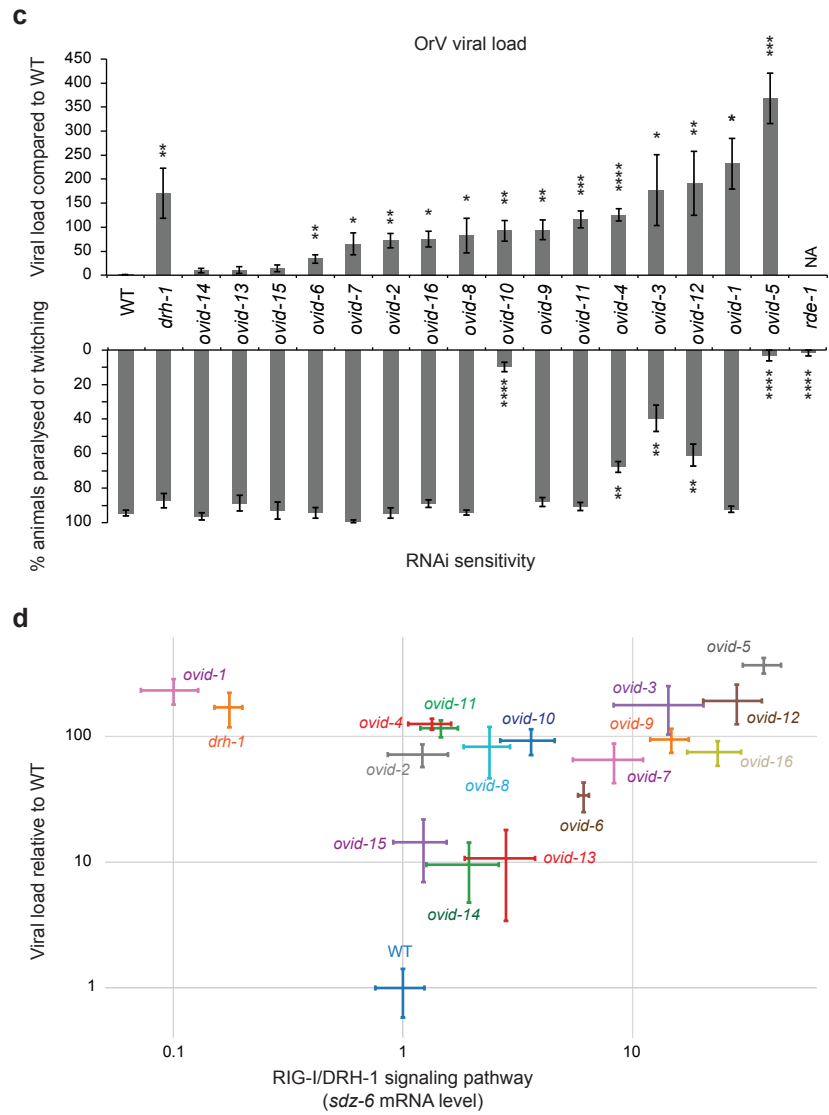 c
OrV viral load
Viral load compared to WT
450
400
350
300
250
200
150
100
50
0
** ** * ** * * ** ** *** **** * ** * *** NA
WT drh-1 ovid-14 ovid-13 ovid-15 ovid-6 ovid-7 ovid-2 ovid-16 ovid-8 ovid-10 ovid-9 ovid-11 ovid-4 ovid-3 ovid-12 ovid-1 ovid-5 rde-1
% animals paralysed or twitching
0
20
40
60
80
100
**** ** ** ** **** ****
RNAi sensitivity
d
Viral load relative to WT
100
10
1
ovid-1
drh-1
ovid-4
ovid-11
ovid-2
ovid-8
ovid-10
ovid-3
ovid-5
ovid-12
ovid-9
ovid-7
ovid-16
ovid-6
ovid-15
ovid-13
ovid-14
WT
0.1 1 10
RIG-I/DRH-1 signaling pathway
(sdz-6 mRNA level)